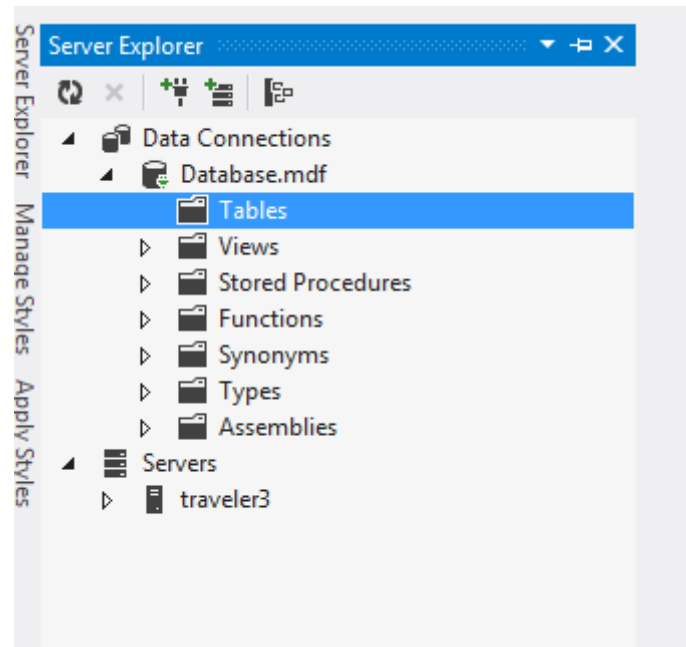 Server Explorer
Manage Styles
Apply Styles
Server Explorer
Data Connections
Database.mdf
Tables
Views
Stored Procedures
Functions
Synonyms
Types
Assemblies
Servers
traveler3